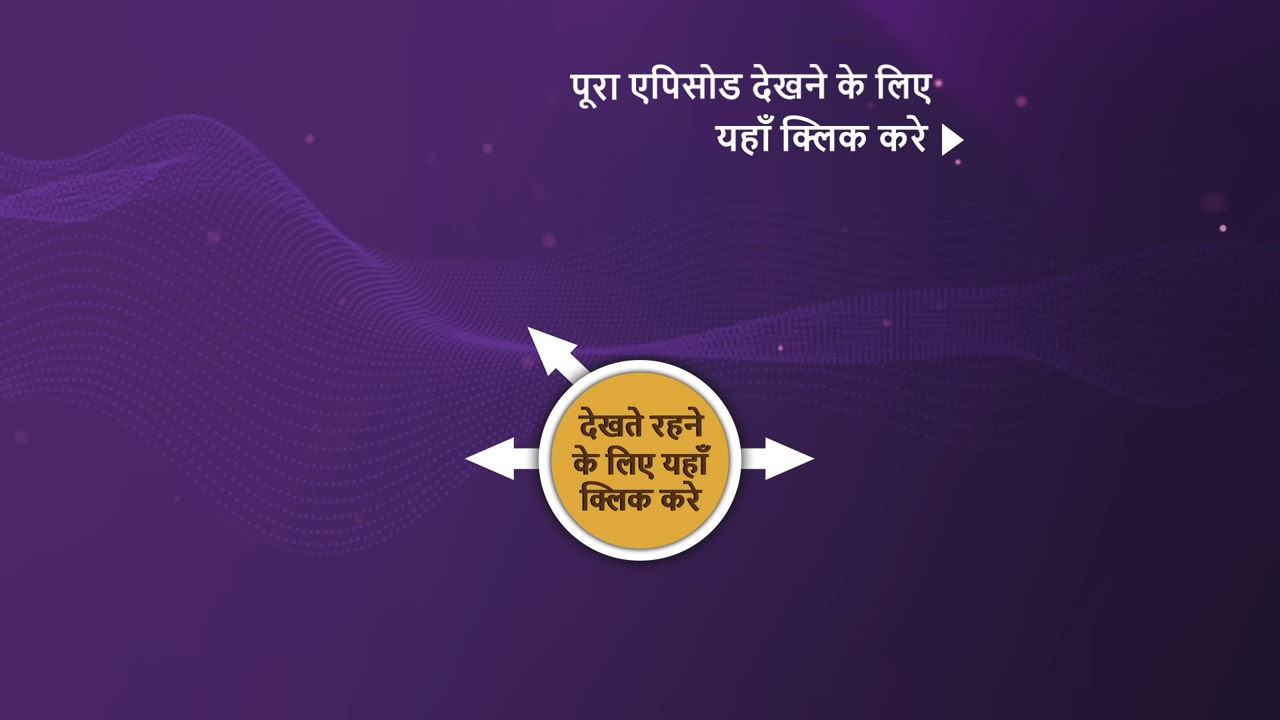 पूरा एपिसोड देखने के लिए
यहाँ क्लिक करे
देखते रहने
के लिए यहाँ
क्लिक करे